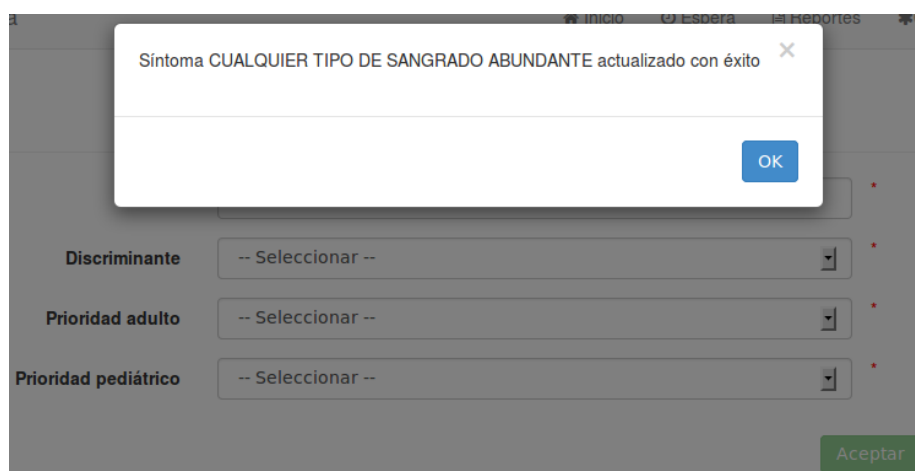 a Inicio Espera Reportes
Síntoma CUALQUIER TIPO DE SANGRADO ABUNDANTE actualizado con éxito ×
OK
*
Discriminante -- Seleccionar -- *
Prioridad adulto -- Seleccionar -- *
Prioridad pediátrico -- Seleccionar -- *
Aceptar